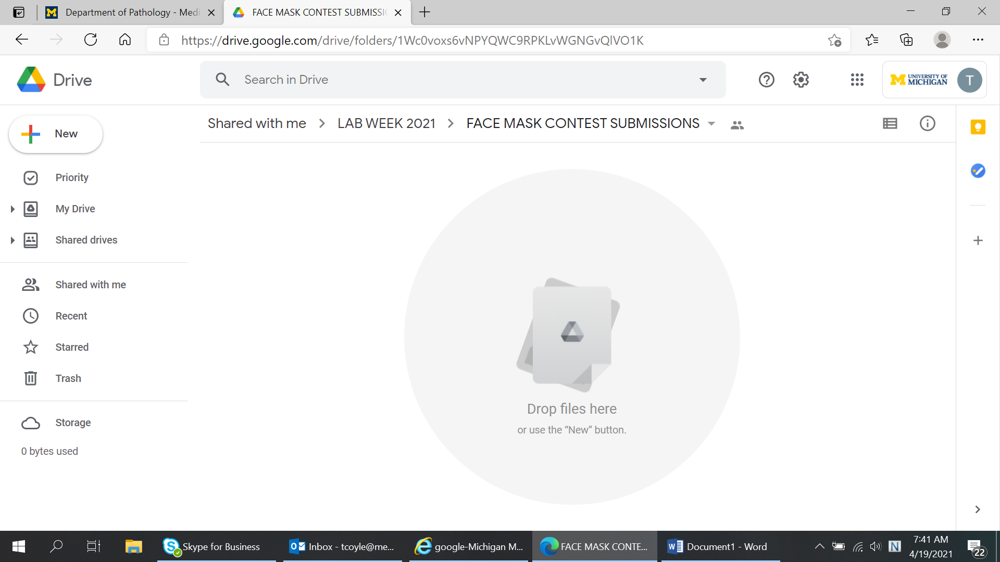 Department of Pathology - Medi
FACE MASK CONTEST SUBMISSI
https://drive.google.com/drive/folders/1Wc0voxs6vNPYQWC9RPKLvWGNGvQlVO1K
Drive
Search in Drive
M UNIVERSITY OF
MICHIGAN
T
New
Shared with me
LAB WEEK 2021
FACE MASK CONTEST SUBMISSIONS
Priority
My Drive
Shared drives
Shared with me
Recent
Starred
Trash
Storage
0 bytes used
Drop files here
or use the “New” button.
Skype for Business
Inbox - tcoyle@me...
google-Michigan M...
FACE MASK CONTE...
Document1 - Word
N
7:41 AM
4/19/2021
22